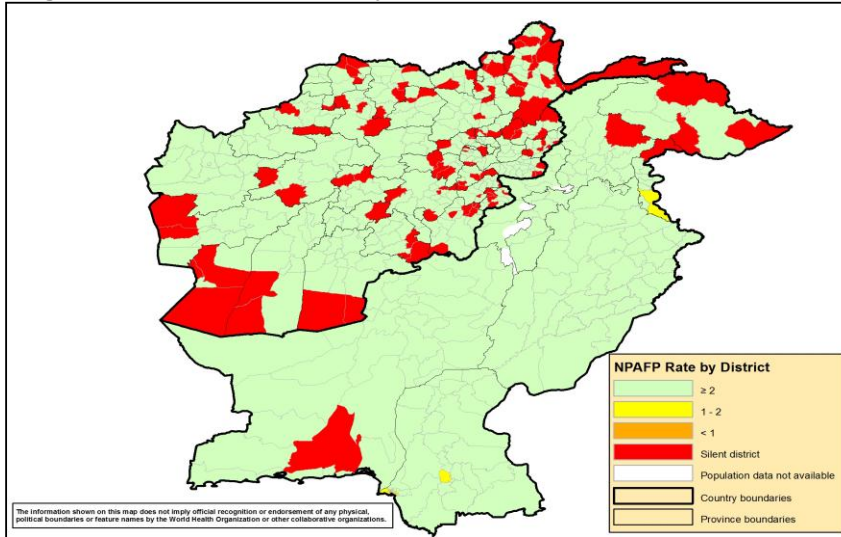 NPAFP Rate by District
≥ 2
1 - 2
< 1
Silent district
Population data not available
Country boundaries
Province boundaries
The information shown on this map does not imply official recognition or endorsement of any physical,
political boundaries or feature names by the World Health Organization or other collaborative organizations.